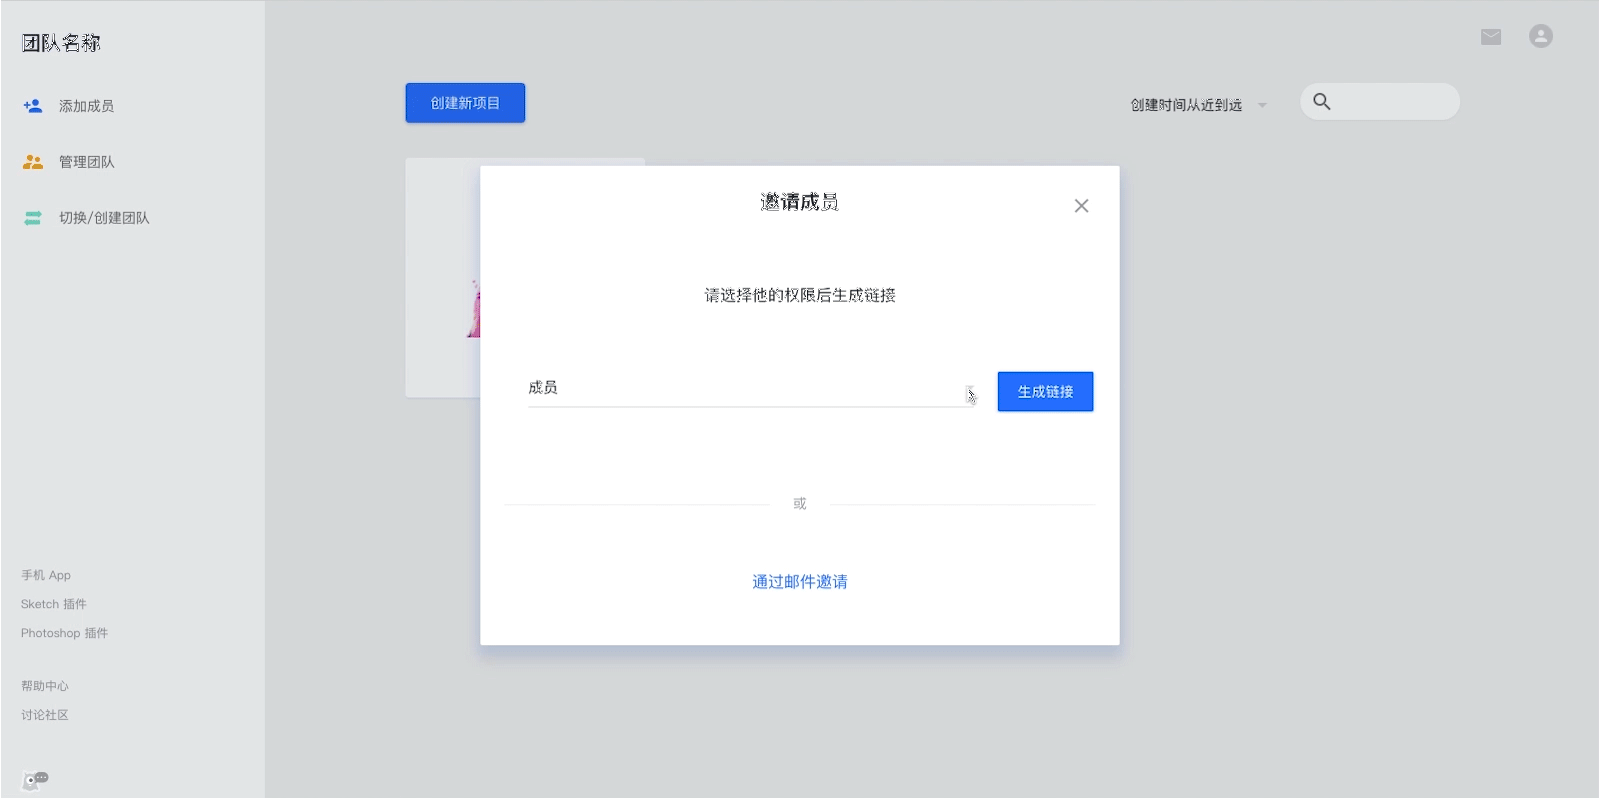 团队名称
添加成员
管理团队
切换/创建团队
手机 App
Sketch 插件
Photoshop 插件
帮助中心
讨论社区
创建新项目
创建时间从近到远
邀请成员
请选择他的权限后生成链接
成员
生成链接
或
通过邮件邀请